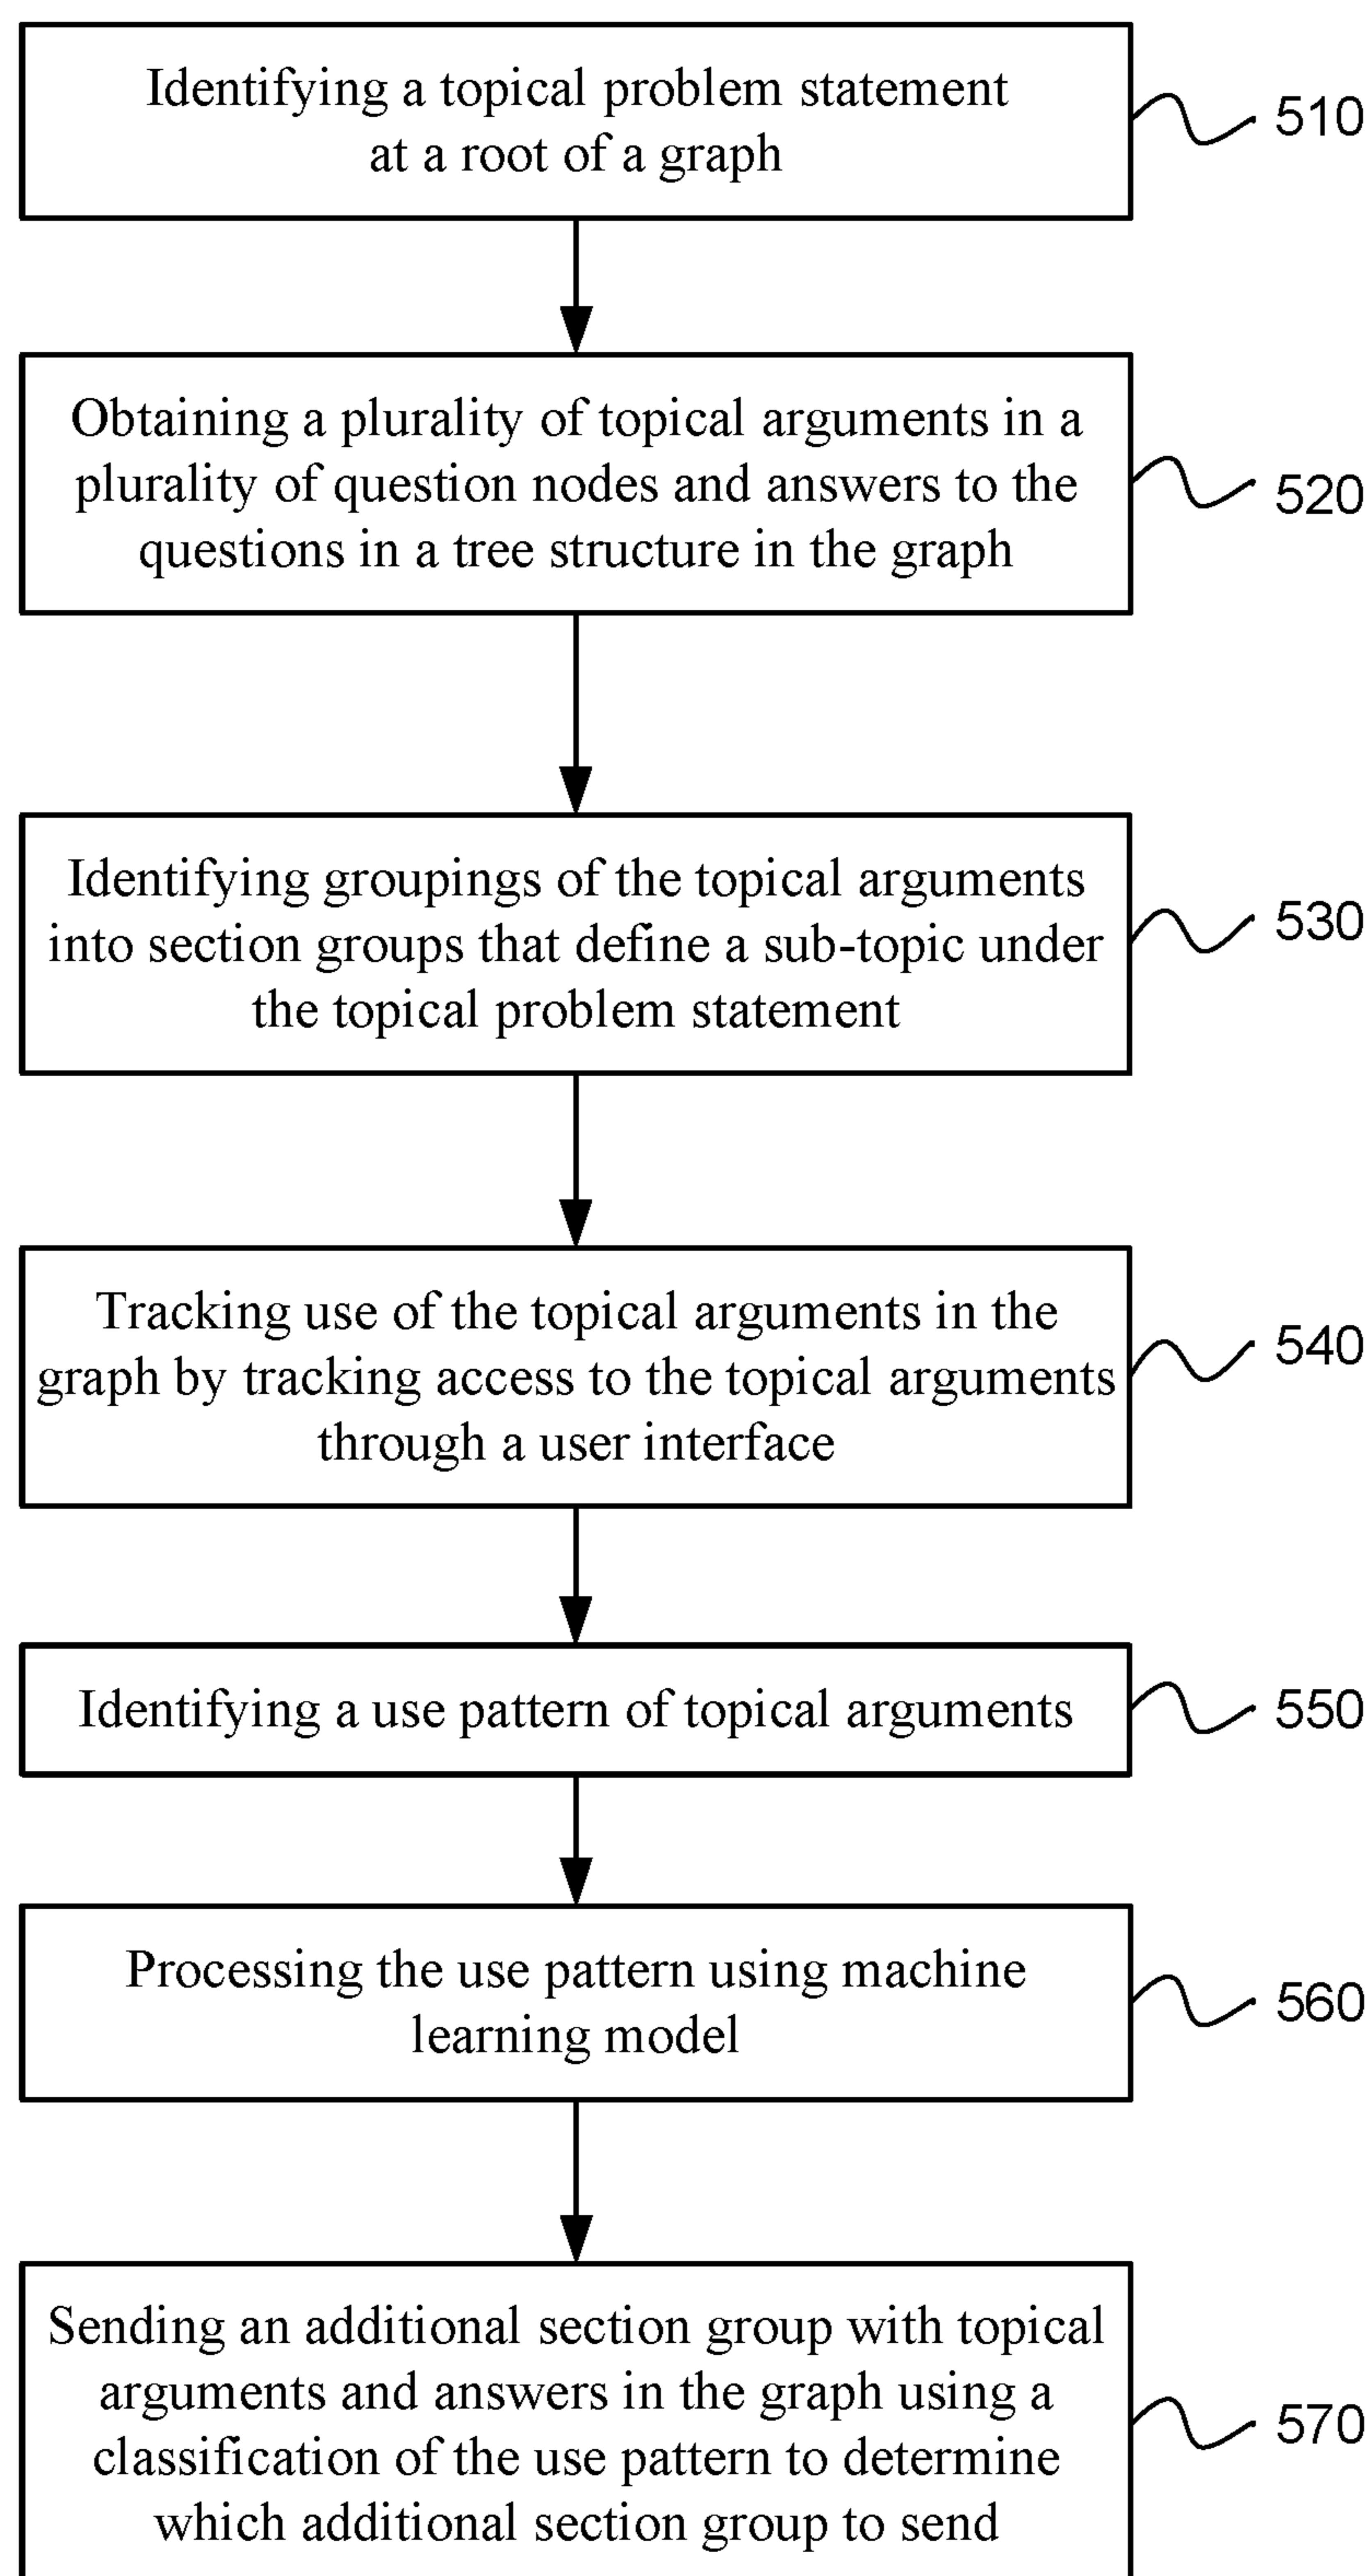 Identifying a topical problem statement
at a root of a graph
510
Obtaining a plurality of topical arguments in a
plurality of question nodes and answers to the
questions in a tree structure in the graph
520
Identifying groupings of the topical arguments
into section groups that define a sub-topic under
the topical problem statement
530
Tracking use of the topical arguments in the
graph by tracking access to the topical arguments
through a user interface
540
Identifying a use pattern of topical arguments
550
Processing the use pattern using machine
learning model
560
Sending an additional section group with topical
arguments and answers in the graph using a
classification of the use pattern to determine
which additional section group to send
570